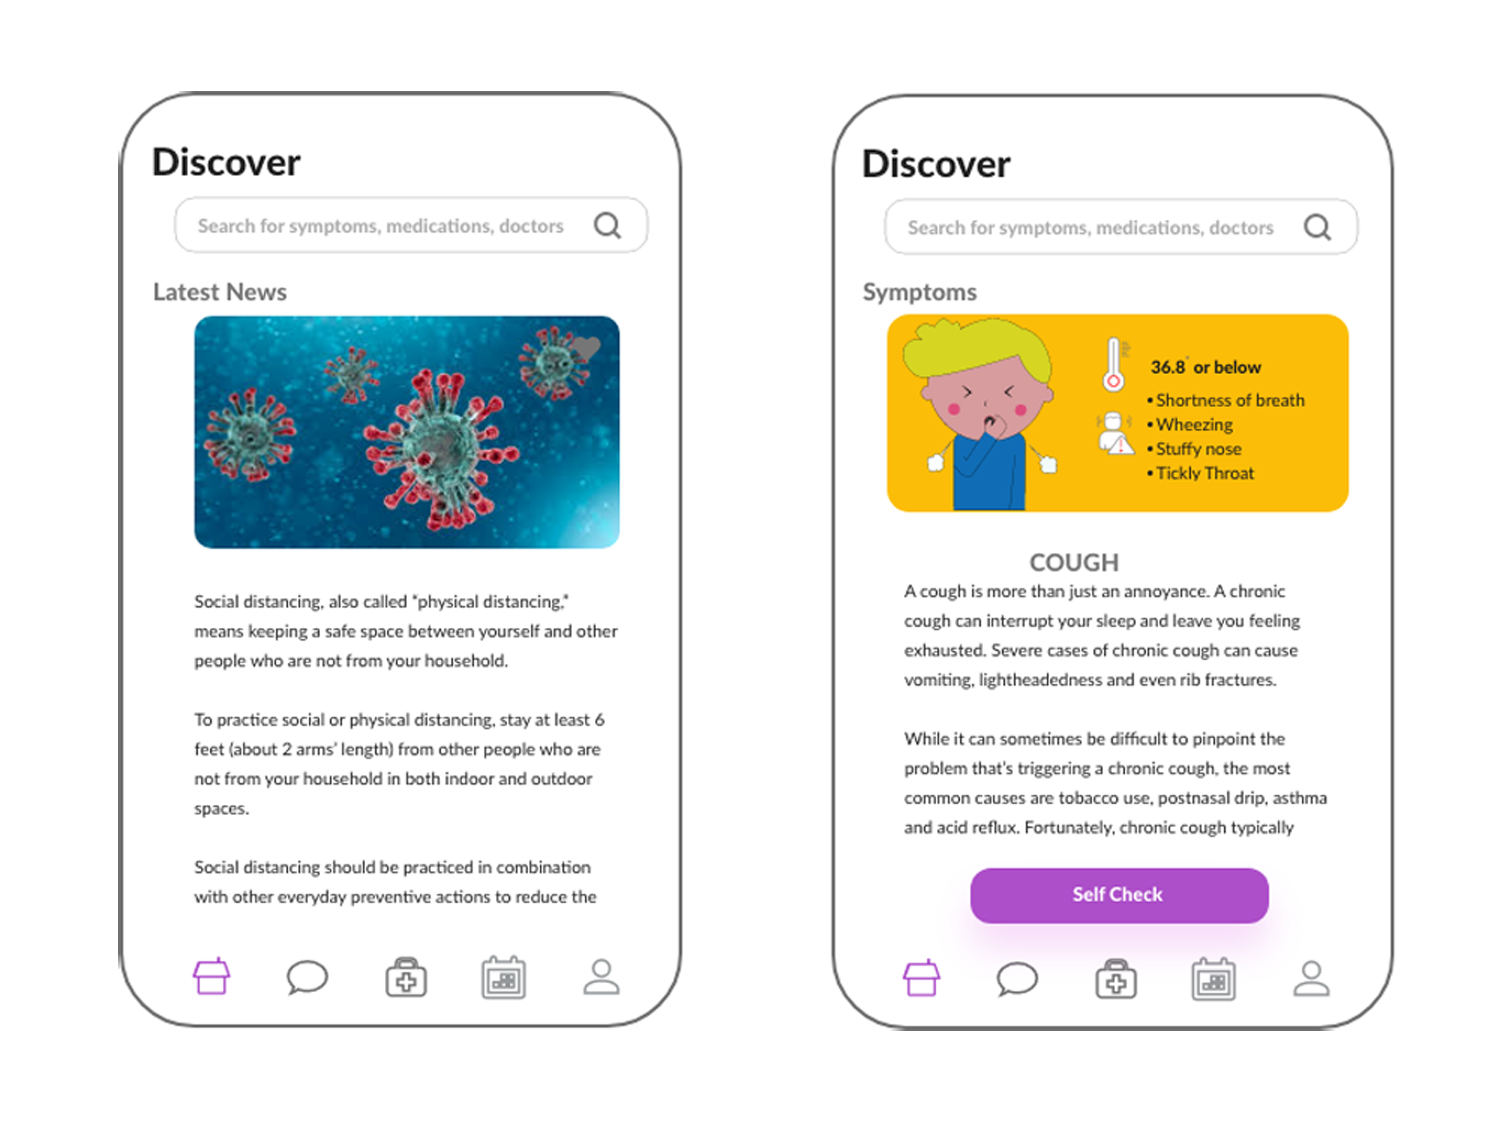 Discover
Search for symptoms, medications, doctors
Latest News
Social distancing, also called “physical distancing,”
means keeping a safe space between yourself and other
people who are not from your household.
To practice social or physical distancing, stay at least 6
feet (about 2 arms’ length) from other people who are
not from your household in both indoor and outdoor
spaces.
Social distancing should be practiced in combination
with other everyday preventive actions to reduce the
Discover
Search for symptoms, medications, doctors
Symptoms
36.8° or below
• Shortness of breath
• Wheezing
• Stuffy nose
• Tickly Throat
COUGH
A cough is more than just an annoyance. A chronic
cough can interrupt your sleep and leave you feeling
exhausted. Severe cases of chronic cough can cause
vomiting, lightheadedness and even rib fractures.
While it can sometimes be difficult to pinpoint the
problem that's triggering a chronic cough, the most
common causes are tobacco use, postnasal drip, asthma
and acid reflux. Fortunately, chronic cough typically
Self Check